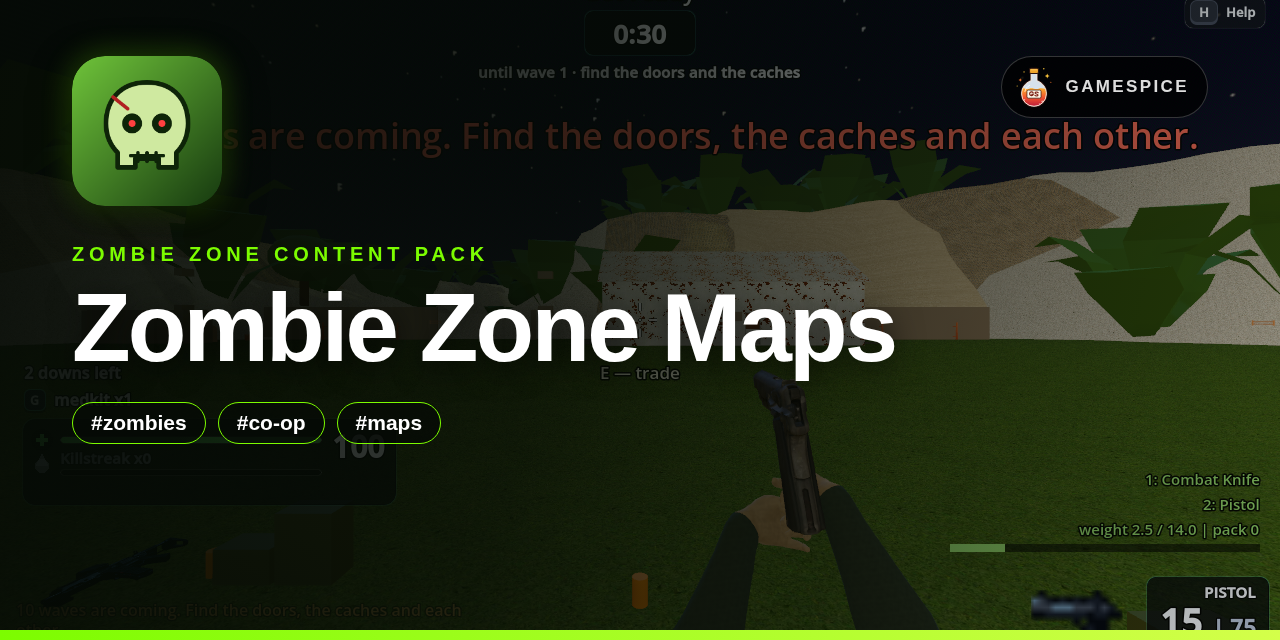 H Help
0:30
until wave 1 · find the doors and the caches
GS GAMESPICE
s are coming. Find the doors, the caches and each other.
ZOMBIE ZONE CONTENT PACK
Zombie Zone Maps
2 downs left
E — trade
G medkit x1
#zombies #co-op #maps
100
Killstreak x0
1: Combat Knife
2: Pistol
weight 2.5 / 14.0 | pack 0
PISTOL
10 waves are coming. Find the doors, the caches and each
15 | 75